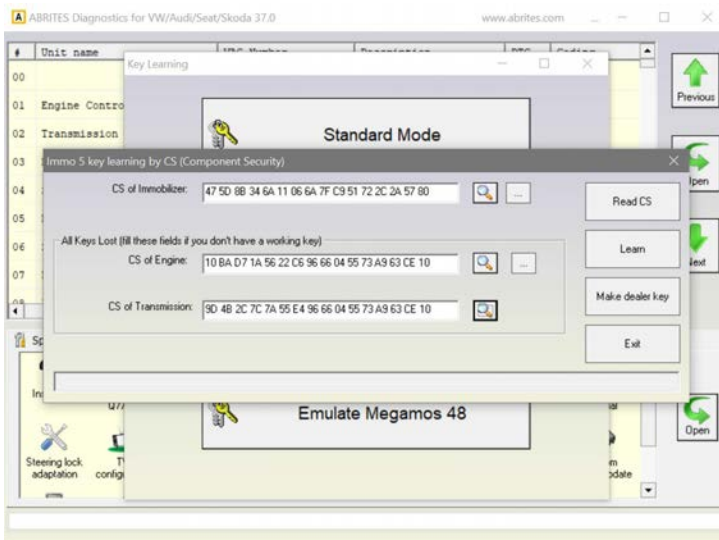 ABRITES Diagnostics for VW/Audi/Seat/Skoda 37.0 www.abrites.com
# Unit name
Key Learning
00
01 Engine Contro
02 Transmission
03
04
05
06
07
Previous
Standard Mode
Immo 5 key learning by CS (Component Security)
CS of Immobilizer: 47 5D 8B 34 6A 11 06 6A 7F C9 51 72 2C 2A 57 80 ...
Read CS
All Keys Lost (fill these fields if you don't have a working key)
CS of Engine: 10 BA D7 1A 56 22 C6 96 66 04 55 73 A9 63 CE 10 ...
Learn
CS of Transmission: 9D 4B 2C 7C 7A 55 E4 96 66 04 55 73 A9 63 CE 10
Make dealer key
Exit
Emulate Megamos 48
Open
Steering lock
adaptation